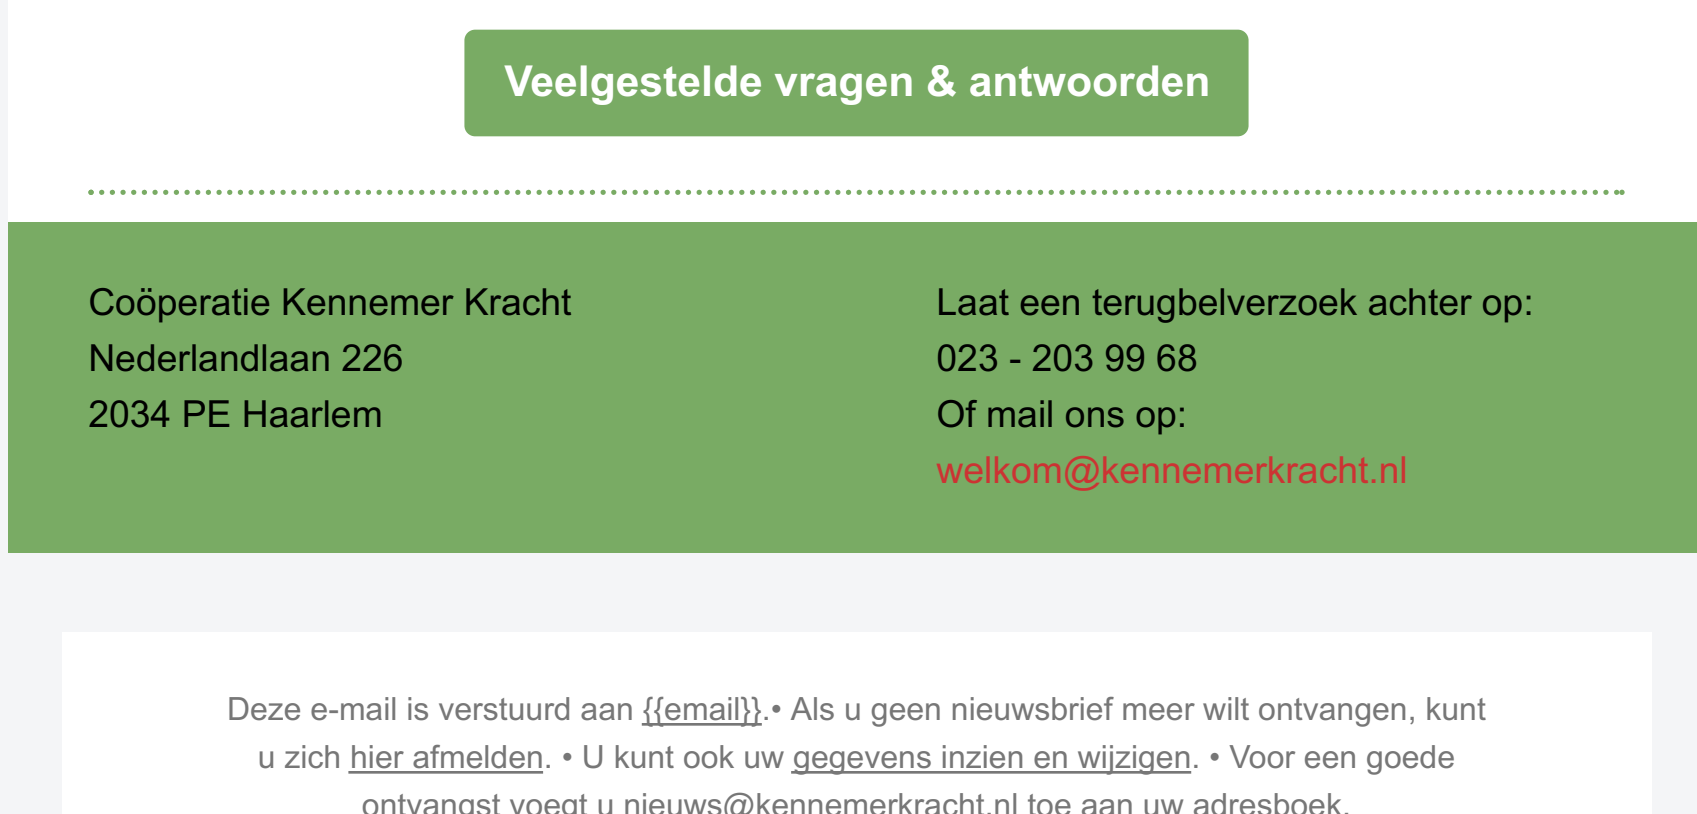 Veelgestelde vragen & antwoorden
Coöperatie Kennemer Kracht
Nederlandlaan 226
2034 PE Haarlem
Laat een terugbelverzoek achter op:
023 - 203 99 68
Of mail ons op:
welkom@kennemerkracht.nl
Deze e-mail is verstuurd aan {{email}}.• Als u geen nieuwsbrief meer wilt ontvangen, kunt
u zich hier afmelden. • U kunt ook uw gegevens inzien en wijzigen. • Voor een goede
ontvangst voegt u nieuws@kennemerkracht.nl toe aan uw adresboek.